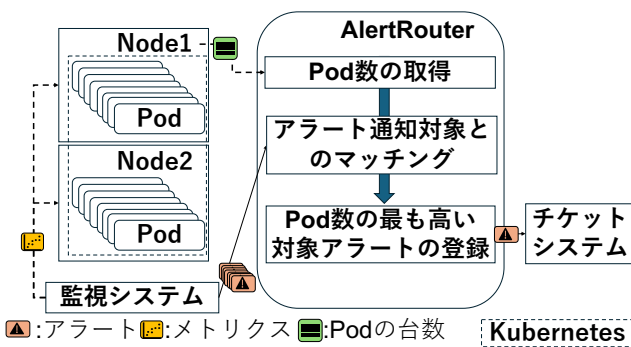 Node1
Pod
Node2
Pod
監視システム
AlertRouter
Pod数の取得
アラート通知対象と
のマッチング
Pod数の最も高い
対象アラートの登録
チケット
システム
:アラート
:メトリクス
:Podの台数
Kubernetes